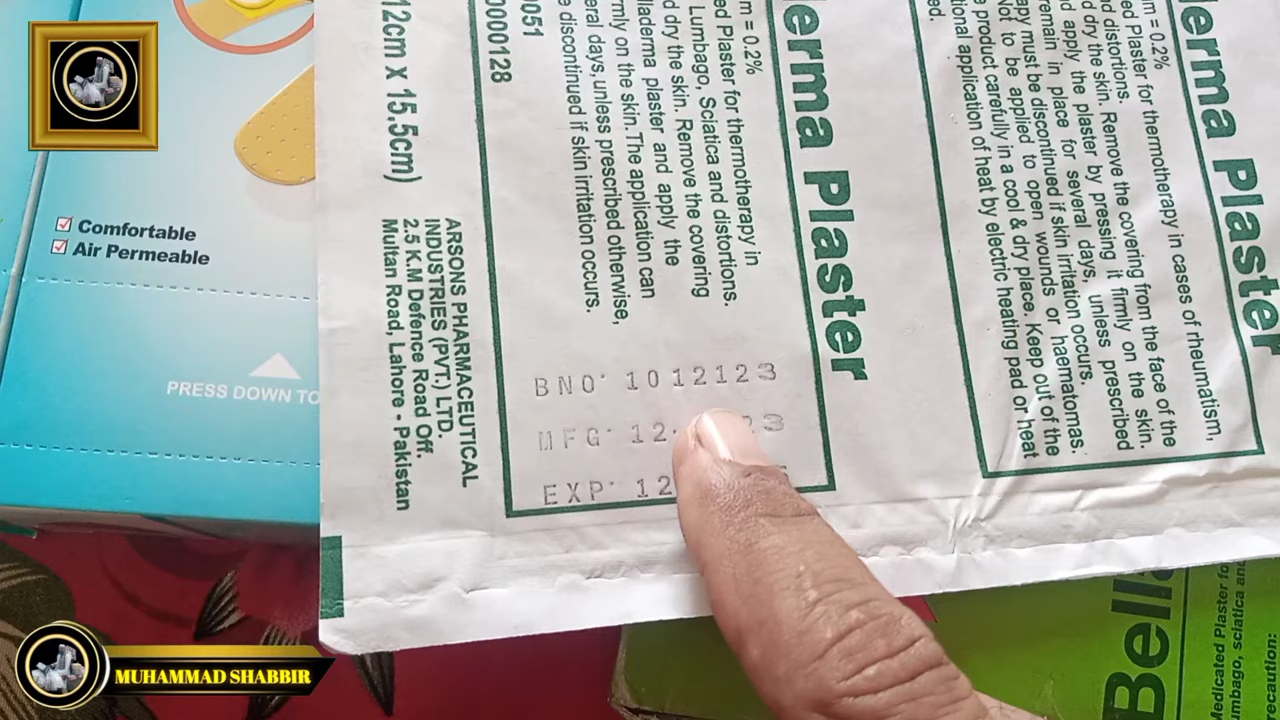 Comfortable
Air Permeable
PRESS DOWN TO
12cm X 15.5cm)
ARSONS PHARMACEUTICAL
INDUSTRIES (PVT.) LTD.
2.5 K.M Defence Road Off.
Multan Road, Lahore - Pakistan
0051
000128
m = 0.2%
ed Plaster for thermotherapy in
Lumbago, Sciatica and distortions.
d dry the skin. Remove the covering
lladerma plaster and apply the
rmly on the skin. The application can
eral days, unless prescribed otherwise,
e discontinued if skin irritation occurs.
BNO· 1012123
MFG· 12.
EXP· 12
erma Plaster
m = 0.2%
ed Plaster for thermotherapy in cases of rheumatism,
d distortions.
d dry the skin. Remove the covering from the face of the
d apply the plaster by pressing it firmly on the skin.
remain in place for several days, unless prescribed
apy must be discontinued if skin irritation occurs.
Not to be applied to open wounds or haematomas.
e product carefully in a cool & dry place. Keep out of the
tional application of heat by electric heating pad or heat
ed.
derma Plaster
Bella
Medicated Plaster fo
mbago, sciatica and
recaution:
MUHAMMAD SHABBIR